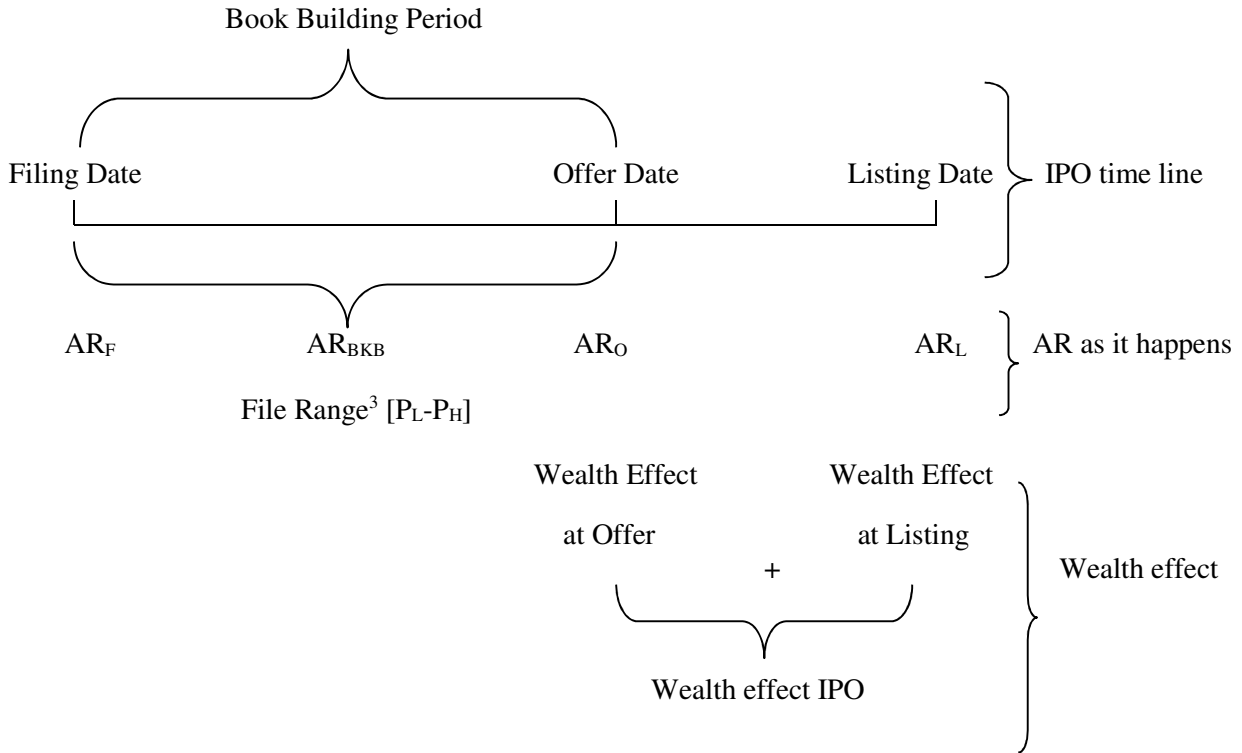 Book Building Period
Filing Date Offer Date Listing Date IPO time line
AR_F AR_BKB AR_O AR_L AR as it happens
File Range³ [P_L-P_H]
Wealth Effect Wealth Effect
at Offer at Listing
+ Wealth effect
Wealth effect IPO